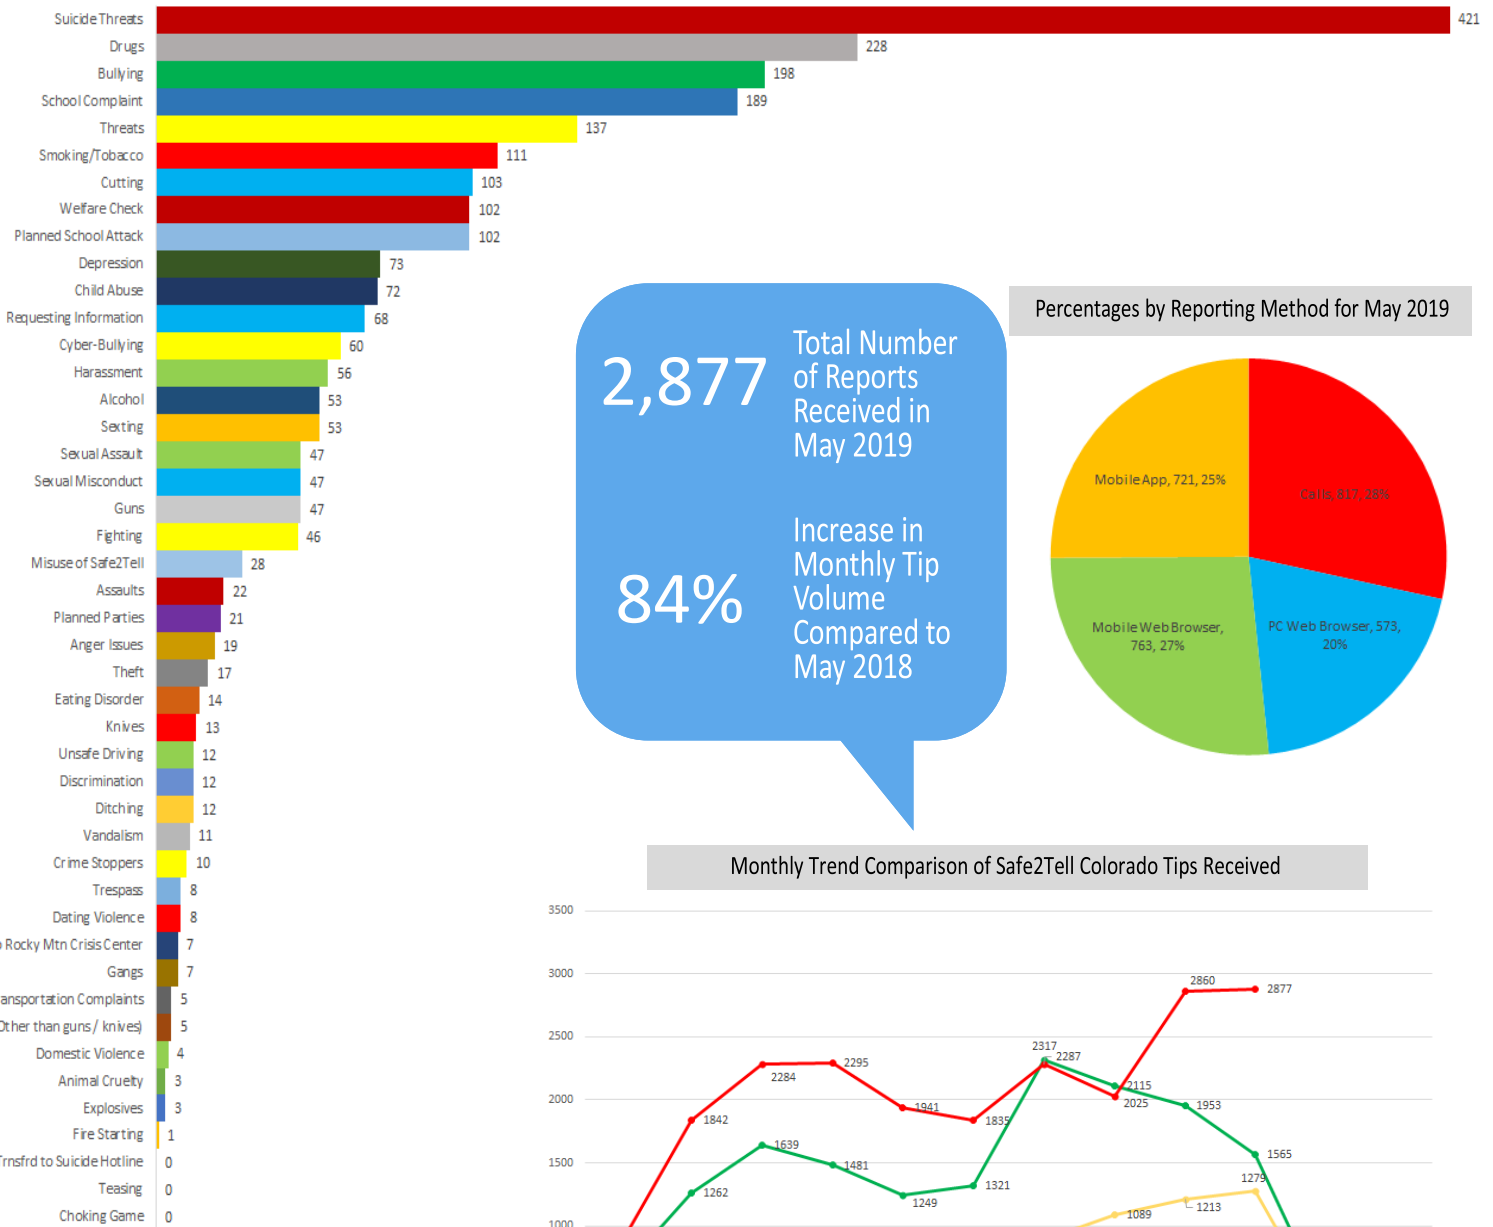 Suicide Threats 421
Drugs 228
Bullying 198
School Complaint 189
Threats 137
Smoking/Tobacco 111
Cutting 103
Welfare Check 102
Planned School Attack 102
Depression 73
Child Abuse 72
Requesting Information 68
Cyber-Bullying 60
Harassment 56
Alcohol 53
Sexting 53
Sexual Assault 47
Sexual Misconduct 47
Guns 47
Fighting 46
Misuse of Safe2Tell 28
Assaults 22
Planned Parties 21
Anger Issues 19
Theft 17
Eating Disorder 14
Knives 13
Unsafe Driving 12
Discrimination 12
Ditching 12
Vandalism 11
Crime Stoppers 10
Trespass 8
Dating Violence 8
Rocky Mtn Crisis Center 7
Gangs 7
ansportation Complaints 5
Other than guns / knives) 5
Domestic Violence 4
Animal Cruelty 3
Explosives 3
Fire Starting 1
Trnsfrd to Suicide Hotline 0
Teasing 0
Choking Game 0
2,877
Total Number
of Reports
Received in
May 2019
84%
Increase in
Monthly Tip
Volume
Compared to
May 2018
Percentages by Reporting Method for May 2019
Mobile App, 721, 25%
Calls, 817, 28%
Mobile Web Browser,
763, 27%
PC Web Browser, 573,
20%
Monthly Trend Comparison of Safe2Tell Colorado Tips Received
3500
3000
2500
2000
1500
1000
1842
2284
2295
1941
1835
2287
2025
2860
2877
1262
1639
1481
1249
1321
2317
2115
1953
1565
1089
1213
1279